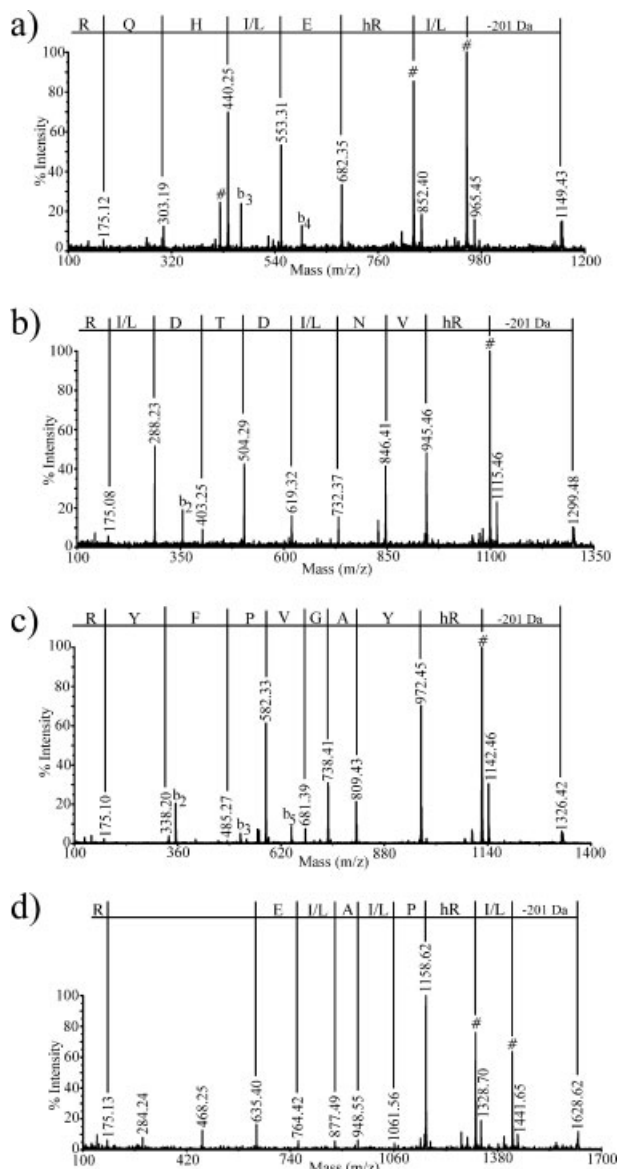 a)
R Q H I/L E hR I/L -201 Da
100
80
60
40
20
0
% Intensity
175.12
303.19
#
440.25
b3
553.31
b4
682.35
#
852.40
#
965.45
1149.43
100 320 540 760 980 1200
Mass (m/z)
b)
R I/L D T D I/L N V hR -201 Da
100
80
60
40
20
0
% Intensity
175.08
288.23
b2
403.25
504.29
619.32
732.37
846.41
945.46
#
1115.46
1299.48
100 350 600 850 1100 1350
Mass (m/z)
c)
R Y F P V G A Y hR -201 Da
100
80
60
40
20
0
% Intensity
175.10
338.20
b2
485.27
b3
582.33
b5
681.39
738.41
809.43
972.45
#
1142.46
1326.42
100 360 620 880 1140 1400
Mass (m/z)
d)
R E I/L A I/L P hR I/L -201 Da
100
80
60
40
20
0
% Intensity
175.13
284.24
468.25
635.40
764.42
877.49
948.55
1061.56
1158.62
#
1328.70
#
1441.65
1628.62
100 420 740 1060 1380 1700
Mass (m/z)